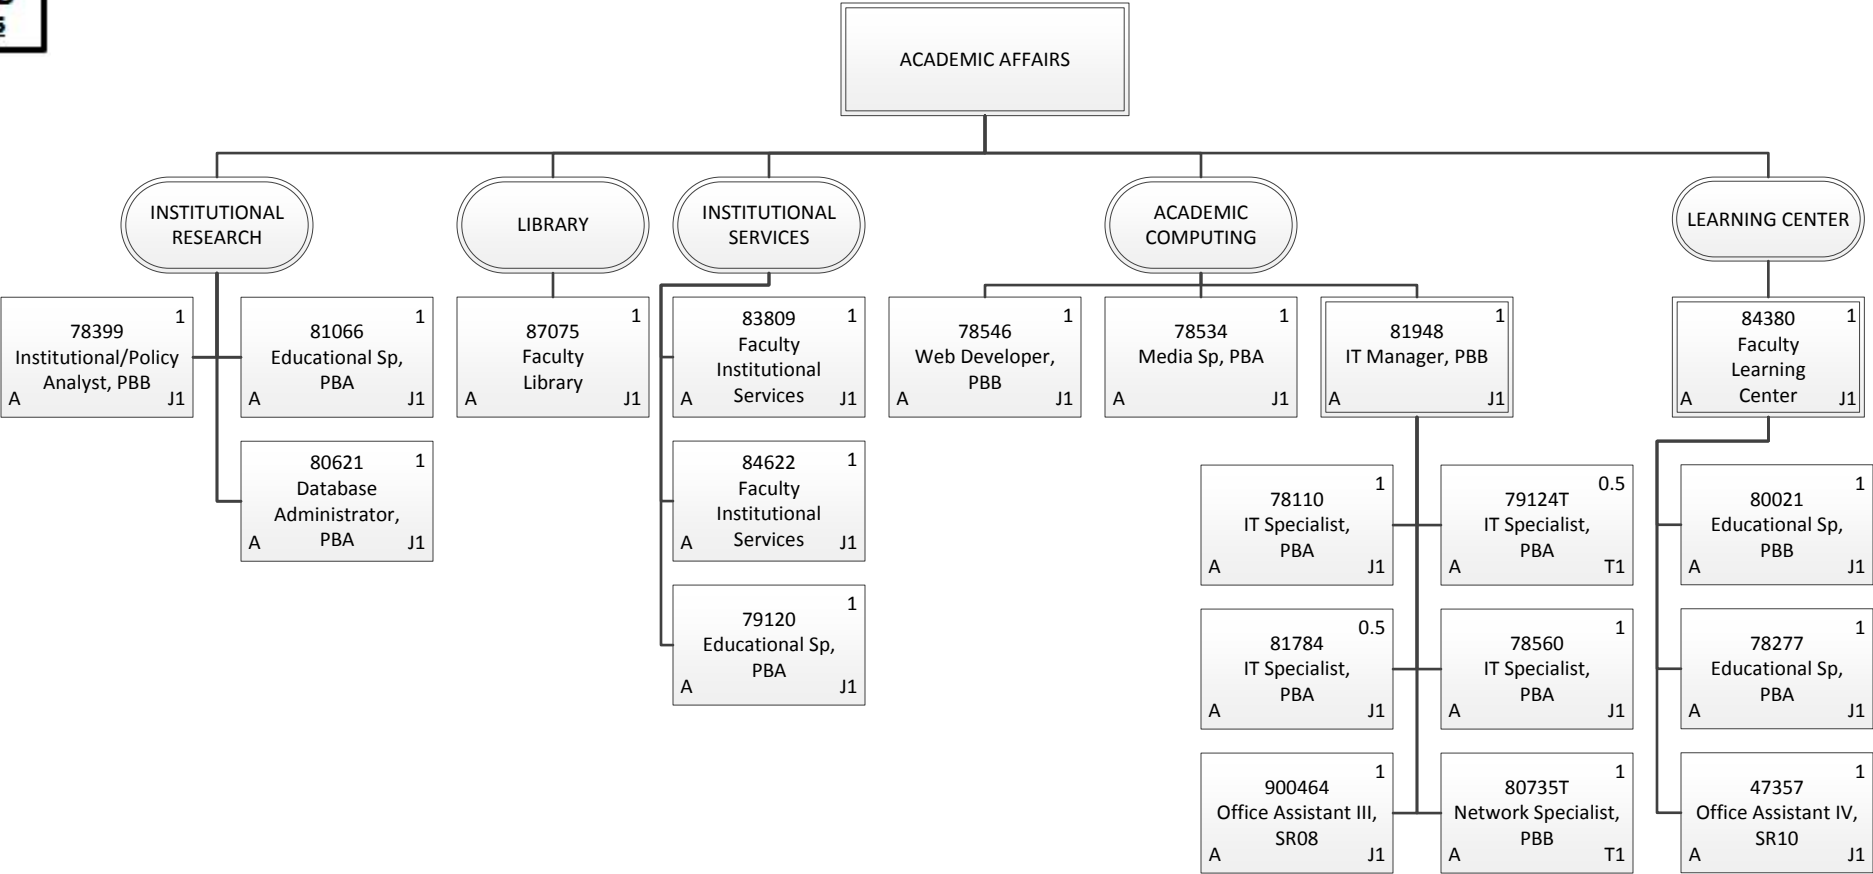 ACADEMIC AFFAIRS
INSTITUTIONAL
RESEARCH
LIBRARY
INSTITUTIONAL
SERVICES
ACADEMIC
COMPUTING
LEARNING CENTER
1
78399
Institutional/Policy
Analyst, PBB
A J1
1
81066
Educational Sp,
PBA
A J1
1
80621
Database
Administrator,
PBA
A J1
1
87075
Faculty
Library
A J1
1
83809
Faculty
Institutional
Services
A J1
1
84622
Faculty
Institutional
Services
A J1
1
79120
Educational Sp,
PBA
A J1
1
78546
Web Developer,
PBB
A J1
1
78534
Media Sp, PBA
A J1
1
81948
IT Manager, PBB
A J1
1
78110
IT Specialist,
PBA
A J1
0.5
79124T
IT Specialist,
PBA
A T1
0.5
81784
IT Specialist,
PBA
A J1
1
78560
IT Specialist,
PBA
A J1
1
900464
Office Assistant III,
SR08
A J1
1
80735T
Network Specialist,
PBB
A T1
1
84380
Faculty
Learning
Center
A J1
1
80021
Educational Sp,
PBB
A J1
1
78277
Educational Sp,
PBA
A J1
1
47357
Office Assistant IV,
SR10
A J1